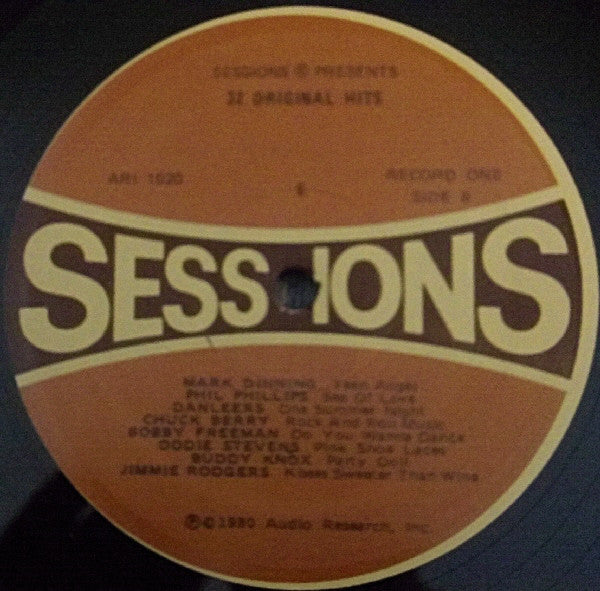 SESSIONS ® PRESENTS
32 ORIGINAL HITS
ARI 1020
RECORD ONE
SIDE B
SESSIONS
MARK DINNING Teen Angel
PHIL PHILLIPS Sea Of Love
DANLEERS One Summer Night
CHUCK BERRY Rock And Roll Music
BOBBY FREEMAN Do You Wanna Dance
DODIE STEVENS Pink Shoe Laces
BUDDY KNOX Party Doll
JIMMIE RODGERS Kisses Sweeter Than Wine
℗©1980 Audio Research, Inc.